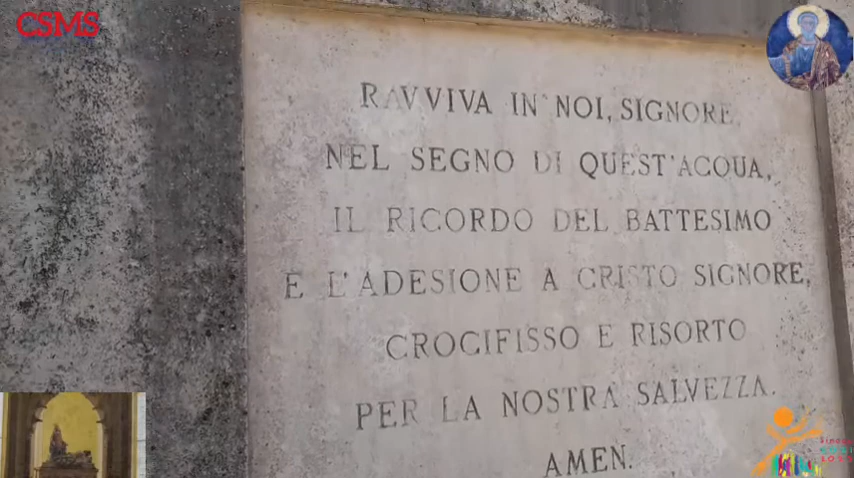 CSMS
RAVVIVA IN NOI, SIGNORE,
NEL SEGNO DI QUEST'ACQUA,
IL RICORDO DEL BATTESIMO
E L'ADESIONE A CRISTO SIGNORE,
CROCIFISSO E RISORTO
PER LA NOSTRA SALVEZZA.
AMEN.